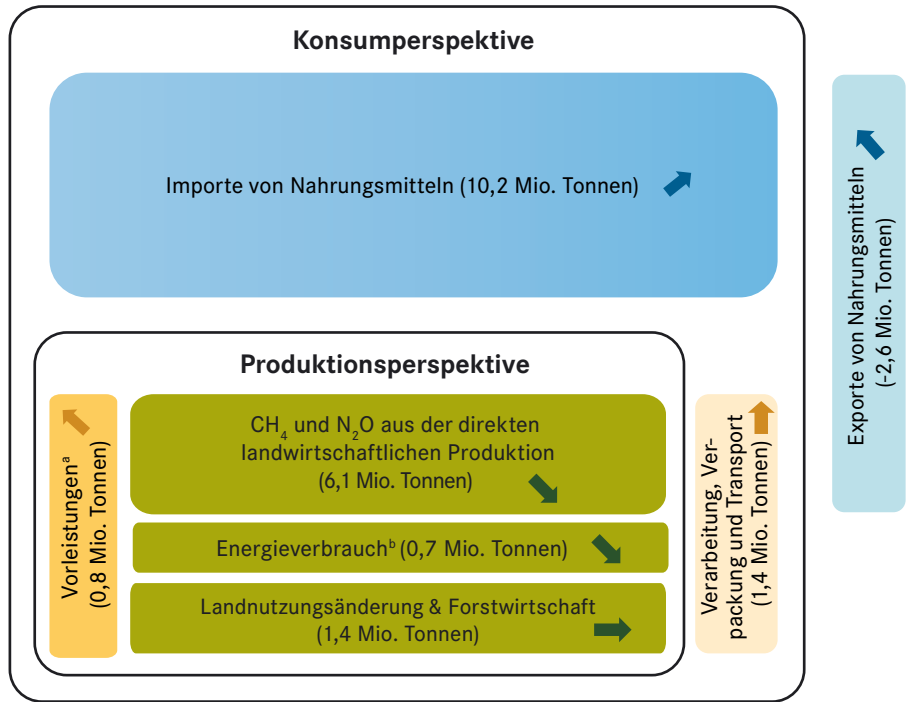 Konsumperspektive
Importe von Nahrungsmitteln (10,2 Mio. Tonnen)
Exporte von Nahrungsmitteln
(-2,6 Mio. Tonnen)
Produktionsperspektive
Vorleistungenᵃ
(0,8 Mio. Tonnen)
CH₄ und N₂O aus der direkten
landwirtschaftlichen Produktion
(6,1 Mio. Tonnen)
Energieverbrauchᵇ (0,7 Mio. Tonnen)
Landnutzungsänderung & Forstwirtschaft
(1,4 Mio. Tonnen)
Verarbeitung, Ver-
packung und Transport
(1,4 Mio. Tonnen)